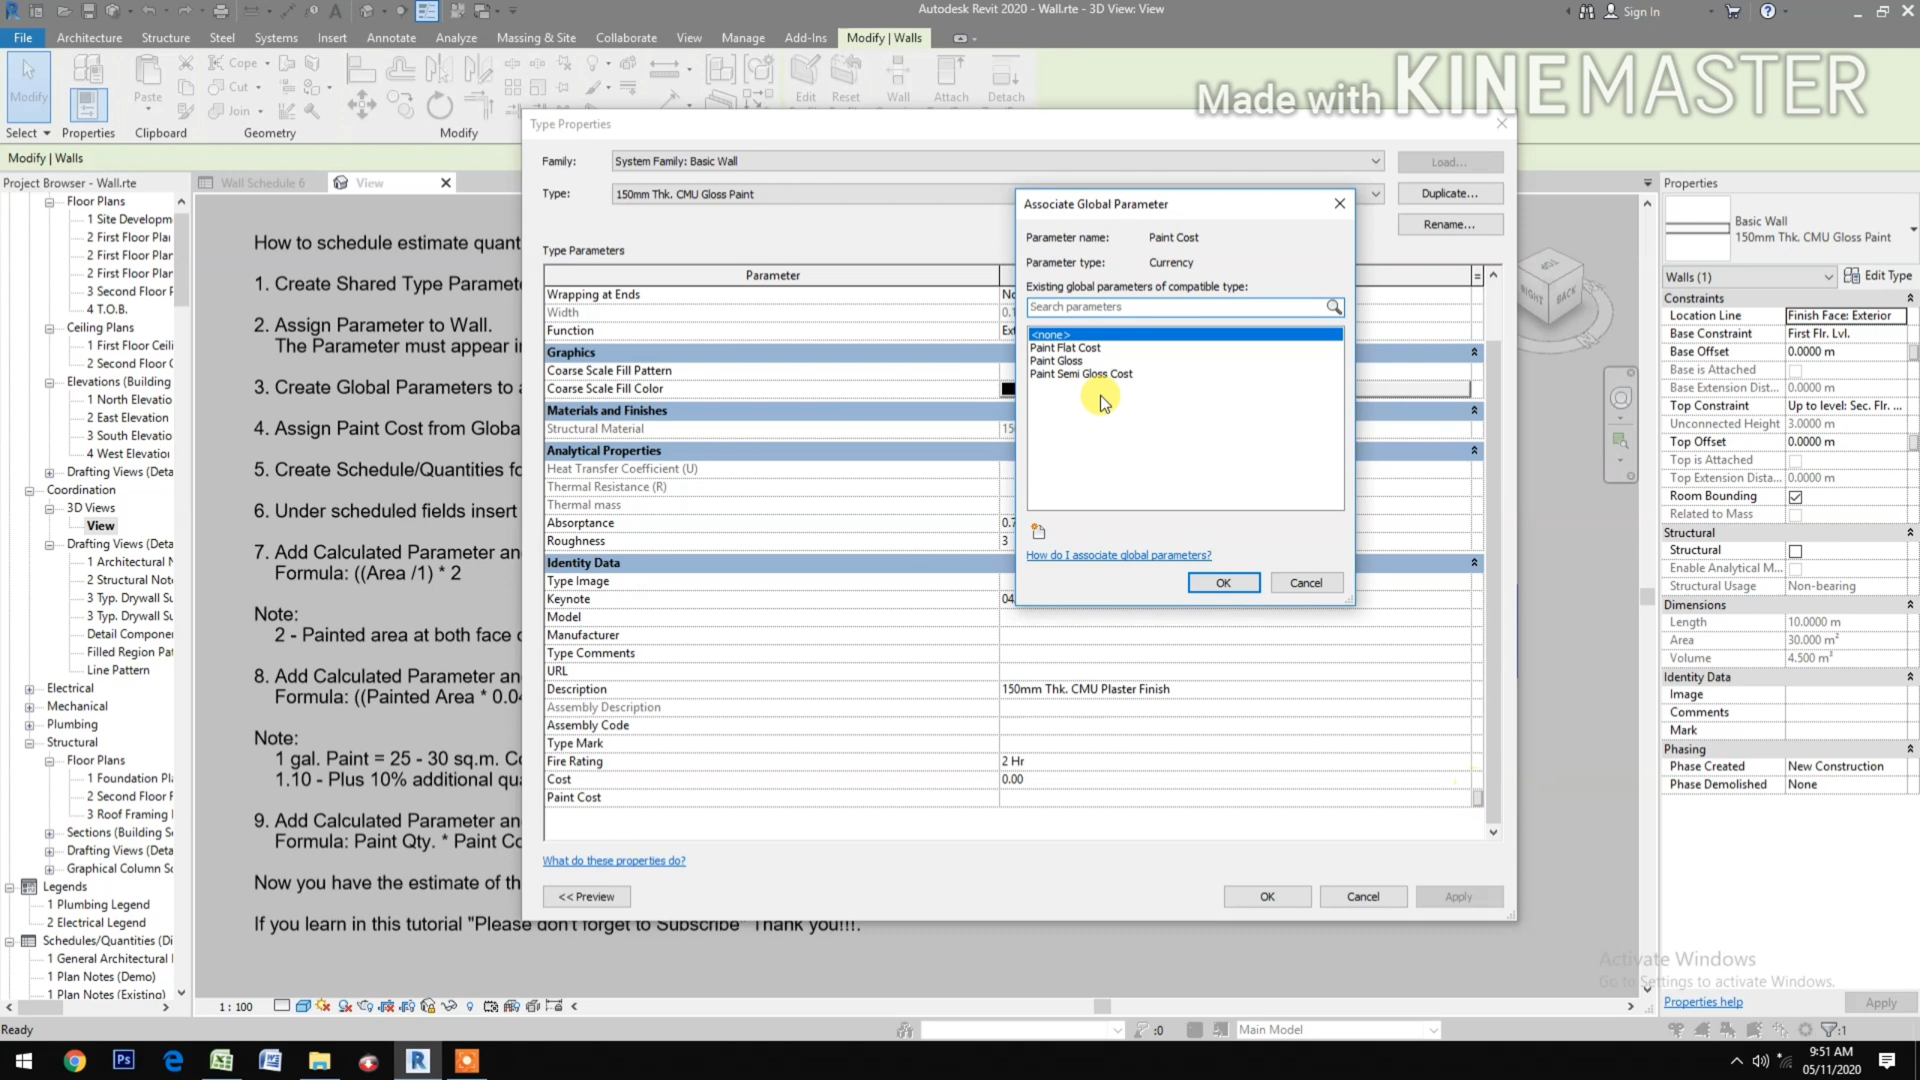 Autodesk Revit 2020 - Wall.rte - 3D View: View
Sign In
File Architecture Structure Steel Systems Insert Annotate Analyze Massing & Site Collaborate View Manage Add-Ins Modify | Walls
Made with KINEMASTER
Modify
Paste
Cope
Cut
Join
Edit Reset Wall Attach Detach
Select Properties Clipboard Geometry Modify
Modify | Walls
Project Browser - Wall.rte
Floor Plans
1 Site Developm
2 First Floor Plai
2 First Floor Plar
2 First Floor Plar
3 Second Floor F
4 T.O.B.
Ceiling Plans
1 First Floor Ceili
2 Second Floor C
Elevations (Building
1 North Elevatio
2 East Elevation
3 South Elevatio
4 West Elevation
Drafting Views (Deta
Coordination
3D Views
View
Drafting Views (Deta
1 Architectural N
2 Structural Note
3 Typ. Drywall Su
3 Typ. Drywall Su
Detail Componer
Filled Region Pat
Line Pattern
Electrical
Mechanical
Plumbing
Structural
Floor Plans
1 Foundation Pla
2 Second Floor F
3 Roof Framing
Sections (Building Se
Drafting Views (Deta
Graphical Column Sc
Legends
1 Plumbing Legend
2 Electrical Legend
Schedules/Quantities (Di
1 General Architectural
1 Plan Notes (Demo)
1 Plan Notes (Existing)
Wall Schedule 6
View
How to schedule estimate quant
1. Create Shared Type Paramete
2. Assign Parameter to Wall.
The Parameter must appear in
3. Create Global Parameters to a
4. Assign Paint Cost from Globa
5. Create Schedule/Quantities fo
6. Under scheduled fields insert
7. Add Calculated Parameter an
Formula: ((Area /1) * 2
Note:
2 - Painted area at both face o
8. Add Calculated Parameter an
Formula: ((Painted Area * 0.04
Note:
1 gal. Paint = 25 - 30 sq.m. Co
1.10 - Plus 10% additional qua
9. Add Calculated Parameter an
Formula: Paint Qty. * Paint Co
Now you have the estimate of th
If you learn in this tutorial "Please don't forget to Subscribe" Thank you!!!.
Type Properties
Family: System Family: Basic Wall Load...
Type: 150mm Thk. CMU Gloss Paint Duplicate...
Rename...
Type Parameters
Parameter =
Wrapping at Ends
Width
Function
Graphics
Coarse Scale Fill Pattern
Coarse Scale Fill Color
Materials and Finishes
Structural Material
Analytical Properties
Heat Transfer Coefficient (U)
Thermal Resistance (R)
Thermal mass
Absorptance 0.7
Roughness 3
Identity Data
Type Image
Keynote 04
Model
Manufacturer
Type Comments
URL
Description 150mm Thk. CMU Plaster Finish
Assembly Description
Assembly Code
Type Mark
Fire Rating 2 Hr
Cost 0.00
Paint Cost
What do these properties do?
<< Preview OK Cancel Apply
Associate Global Parameter
Parameter name: Paint Cost
Parameter type: Currency
Existing global parameters of compatible type:
Search parameters
<none>
Paint Flat Cost
Paint Gloss
Paint Semi Gloss Cost
How do I associate global parameters?
OK Cancel
TOP
RIGHT
BACK
Properties
Basic Wall
150mm Thk. CMU Gloss Paint
Walls (1) Edit Type
Constraints
Location Line Finish Face: Exterior
Base Constraint First Flr. Lvl.
Base Offset 0.0000 m
Base is Attached
Base Extension Dist... 0.0000 m
Top Constraint Up to level: Sec. Flr. ...
Unconnected Height 3.0000 m
Top Offset 0.0000 m
Top is Attached
Top Extension Dista... 0.0000 m
Room Bounding
Related to Mass
Structural
Structural
Enable Analytical M...
Structural Usage Non-bearing
Dimensions
Length 10.0000 m
Area 30.000 m²
Volume 4.500 m³
Identity Data
Image
Comments
Mark
Phasing
Phase Created New Construction
Phase Demolished None
Activate Windows
Go to Settings to activate Windows.
Properties help Apply
1 : 100
Ready
:0
Main Model
:1
9:51 AM
05/11/2020